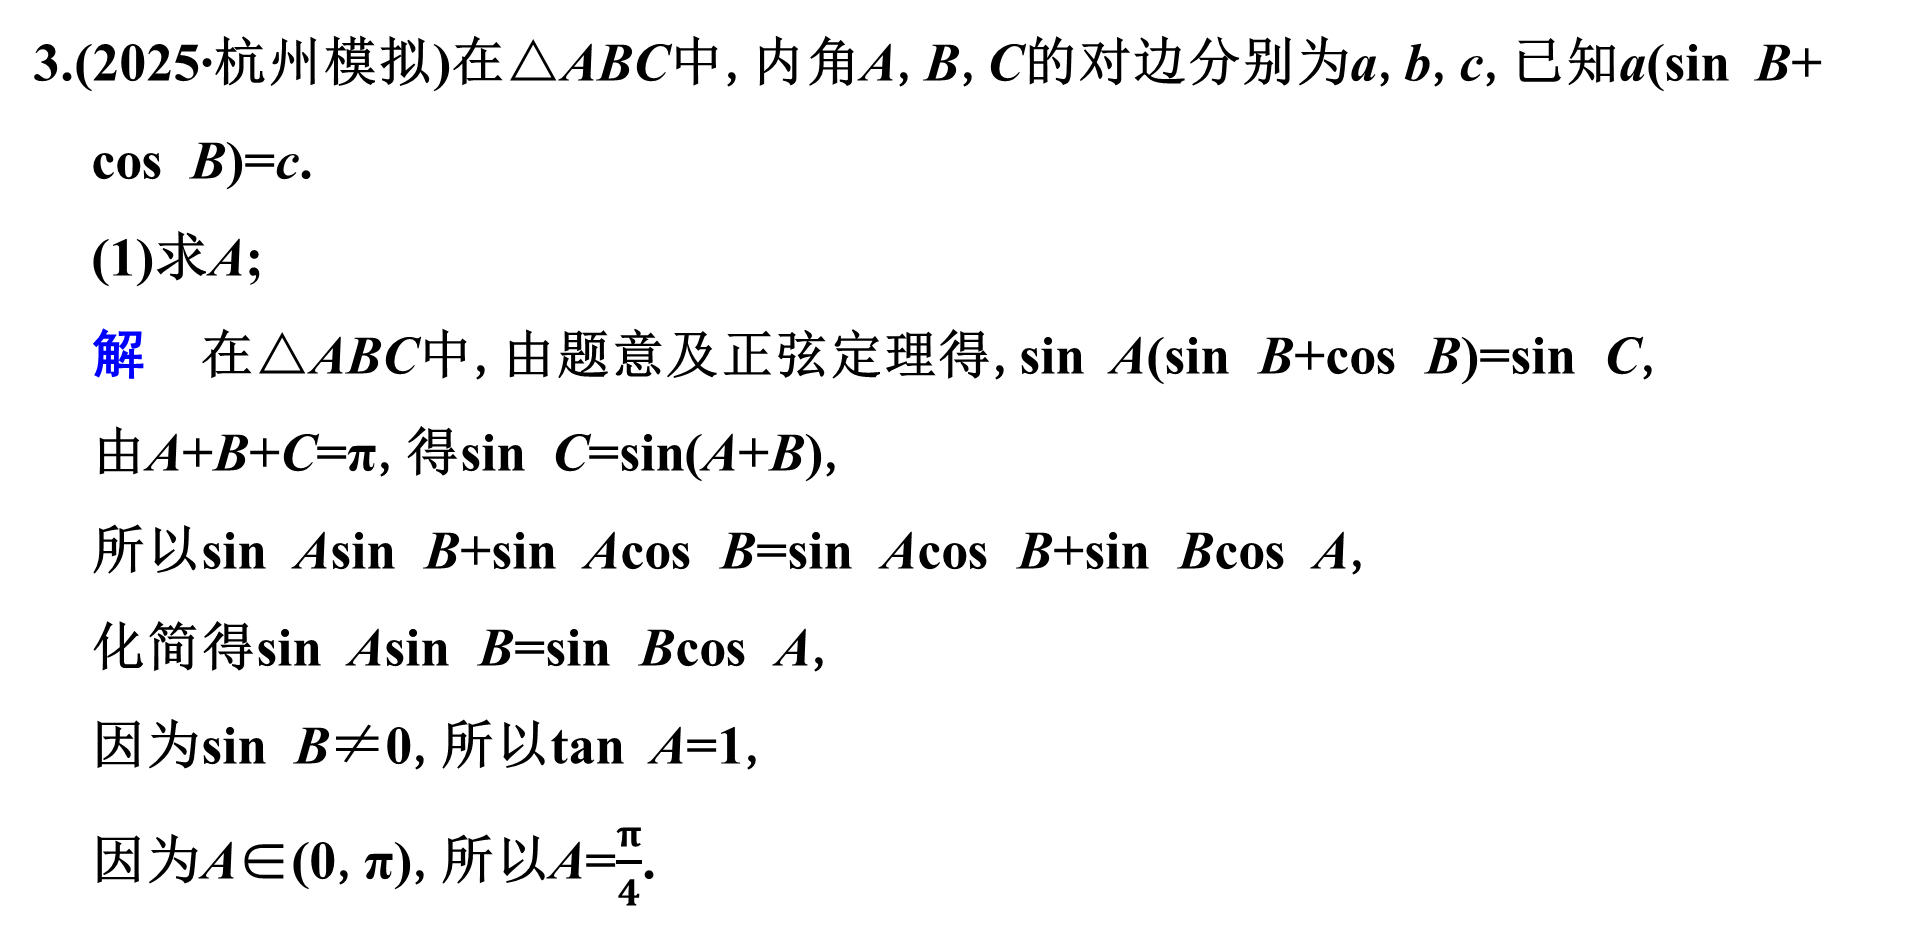 3.(2025·杭州模拟)在△ABC中,内角A,B,C的对边分别为a,b,c,已知a(sin B+
cos B)=c.
(1)求A;
解 在△ABC中,由题意及正弦定理得,sin A(sin B+cos B)=sin C,
由A+B+C=π,得sin C=sin(A+B),
所以sin Asin B+sin Acos B=sin Acos B+sin Bcos A,
化简得sin Asin B=sin Bcos A,
因为sin B≠0,所以tan A=1,
因为A∈(0,π),所以A=π/4.